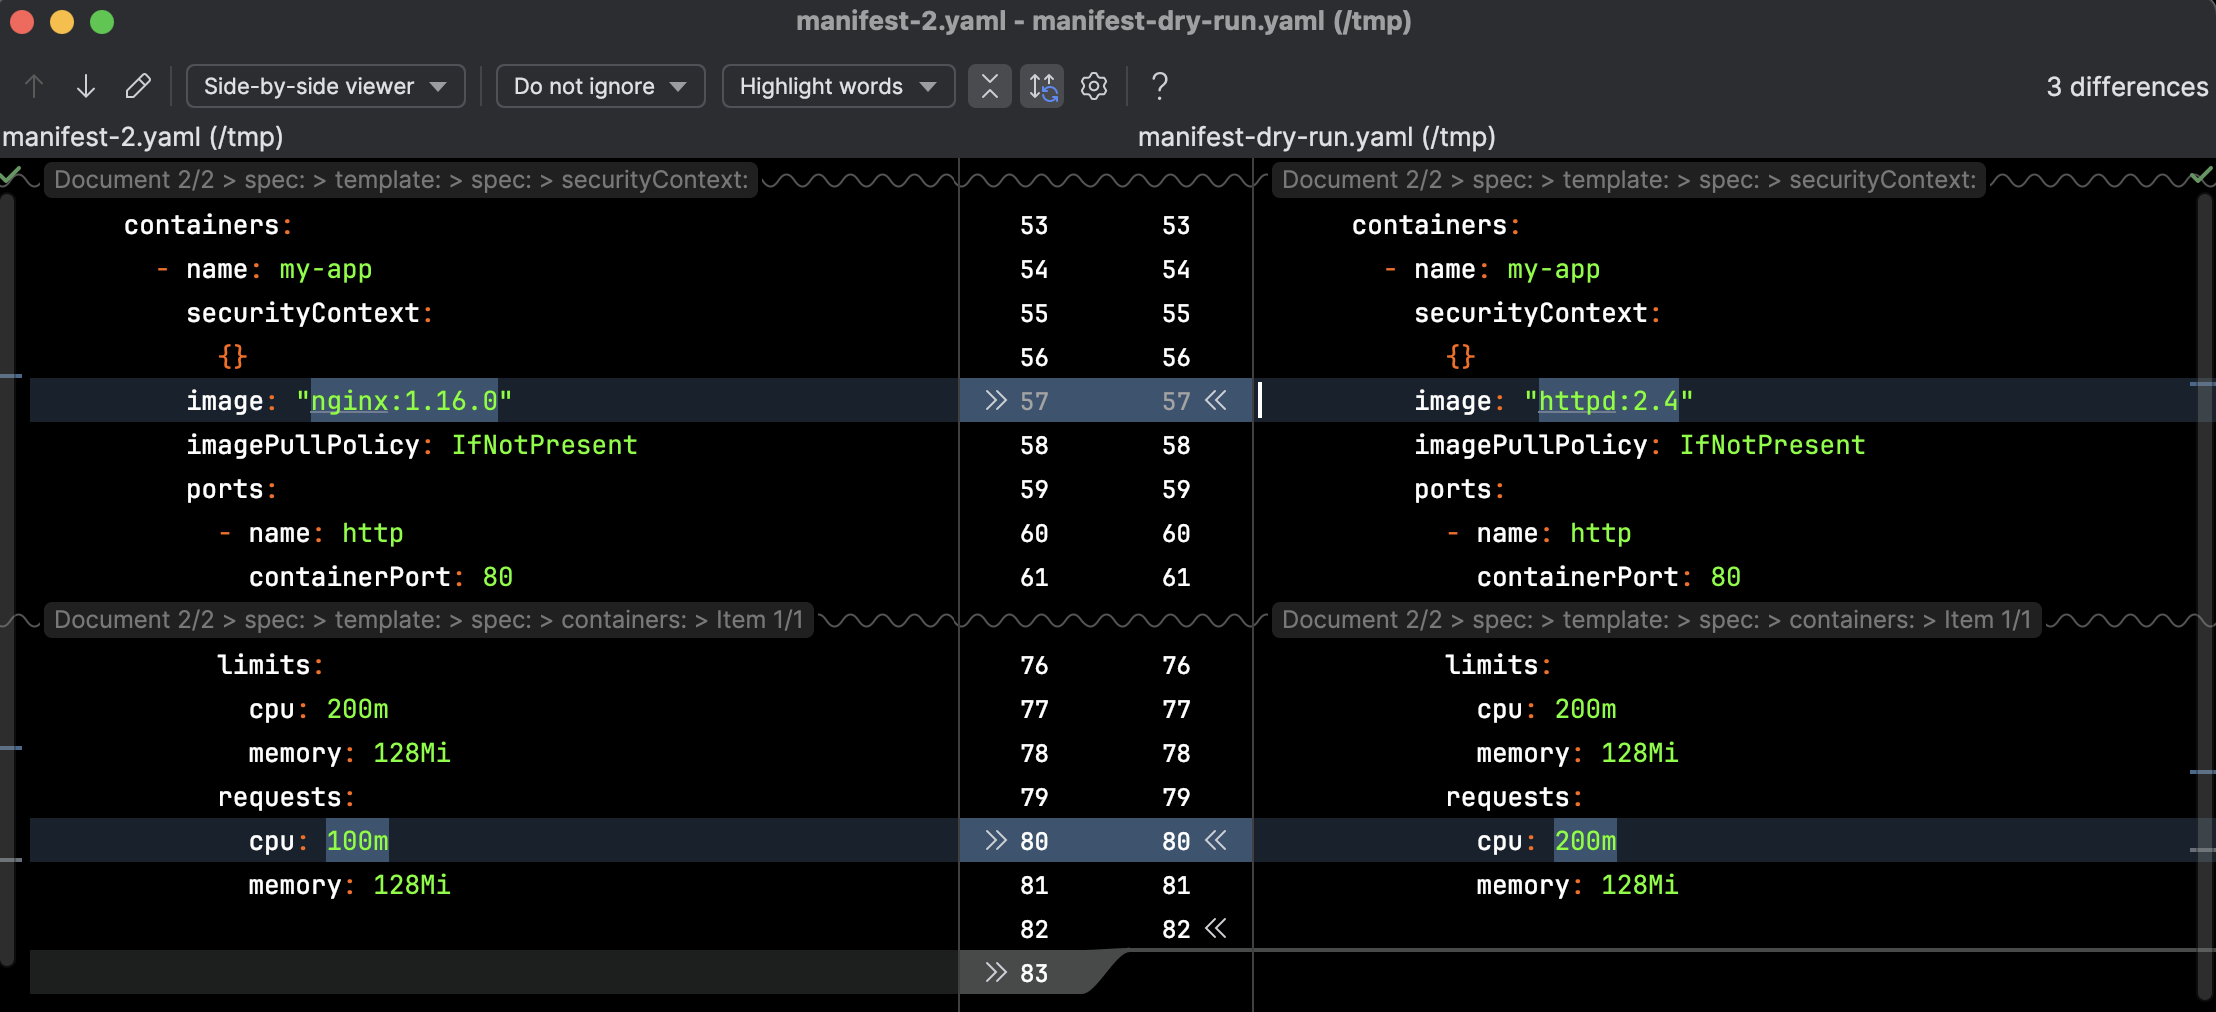 manifest-2.yaml - manifest-dry-run.yaml (/tmp)
Side-by-side viewer
Do not ignore
Highlight words
?
3 differences
manifest-2.yaml (/tmp)
manifest-dry-run.yaml (/tmp)
Document 2/2 > spec: > template: > spec: > securityContext:
containers:
- name: my-app
securityContext:
{}
image: "nginx:1.16.0"
imagePullPolicy: IfNotPresent
ports:
- name: http
containerPort: 80
Document 2/2 > spec: > template: > spec: > containers: > Item 1/1
limits:
cpu: 200m
memory: 128Mi
requests:
cpu: 100m
memory: 128Mi
53 53
54 54
55 55
56 56
57 57
58 58
59 59
60 60
61 61
76 76
77 77
78 78
79 79
80 80
81 81
82 82
83
Document 2/2 > spec: > template: > spec: > securityContext:
containers:
- name: my-app
securityContext:
{}
image: "httpd:2.4"
imagePullPolicy: IfNotPresent
ports:
- name: http
containerPort: 80
Document 2/2 > spec: > template: > spec: > containers: > Item 1/1
limits:
cpu: 200m
memory: 128Mi
requests:
cpu: 200m
memory: 128Mi